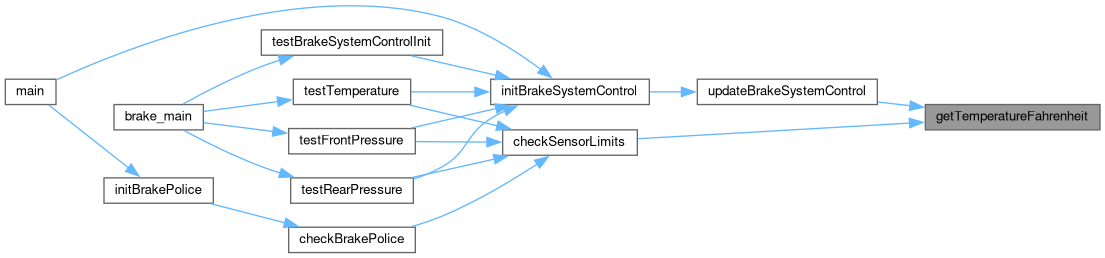 main
brake_main
initBrakePolice
testBrakeSystemControlInit
testTemperature
testFrontPressure
testRearPressure
checkBrakePolice
initBrakeSystemControl
checkSensorLimits
updateBrakeSystemControl
getTemperatureFahrenheit